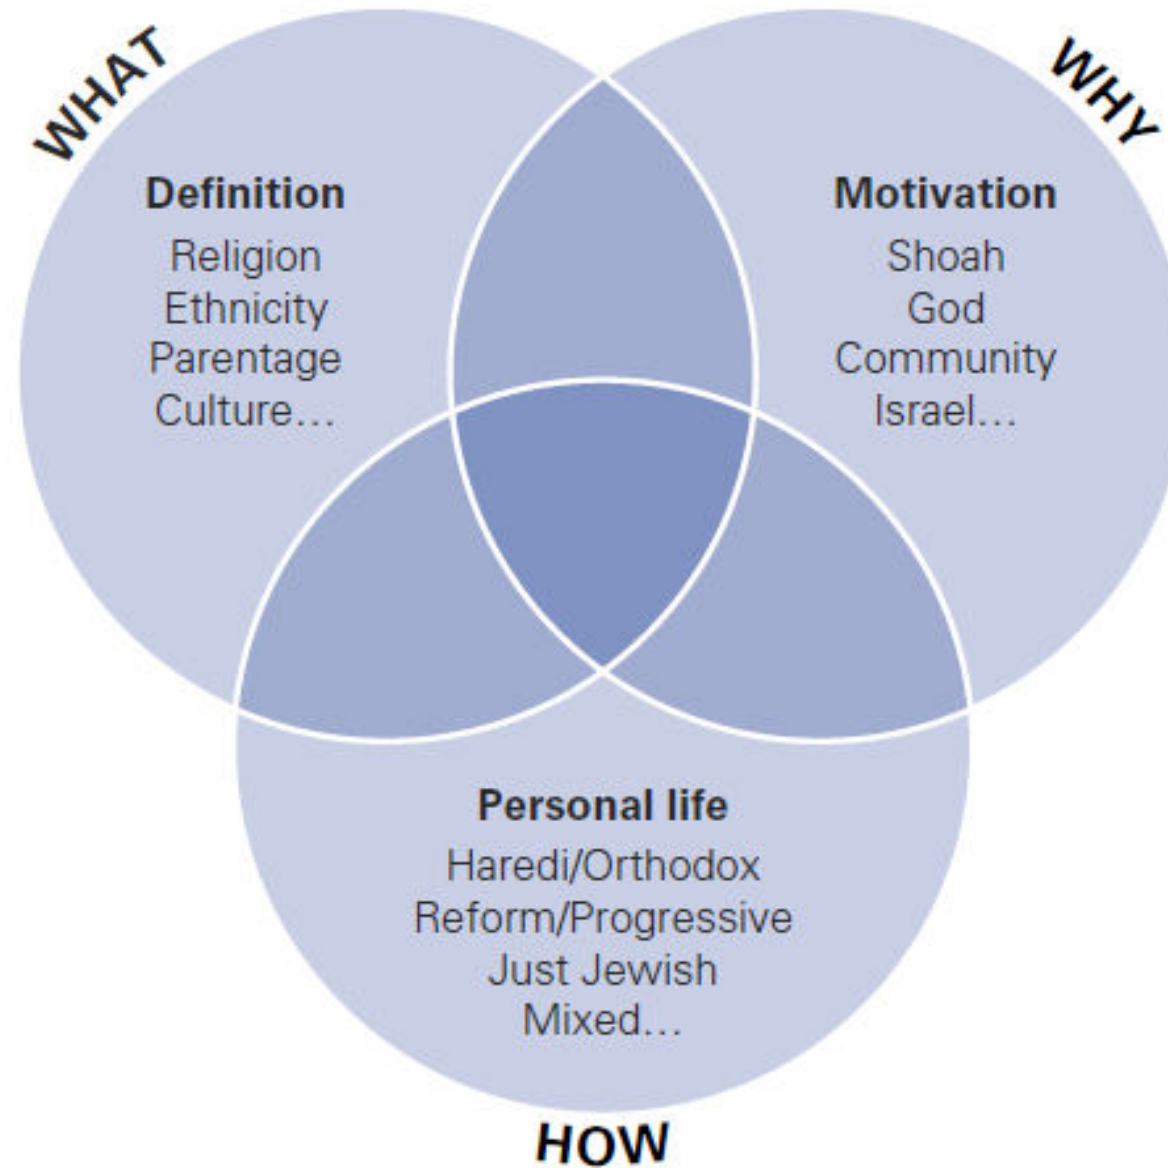 WHAT
Definition
Religion
Ethnicity
Parentage
Culture…
WHY
Motivation
Shoah
God
Community
Israel…
Personal life
Haredi/Orthodox
Reform/Progressive
Just Jewish
Mixed…
HOW